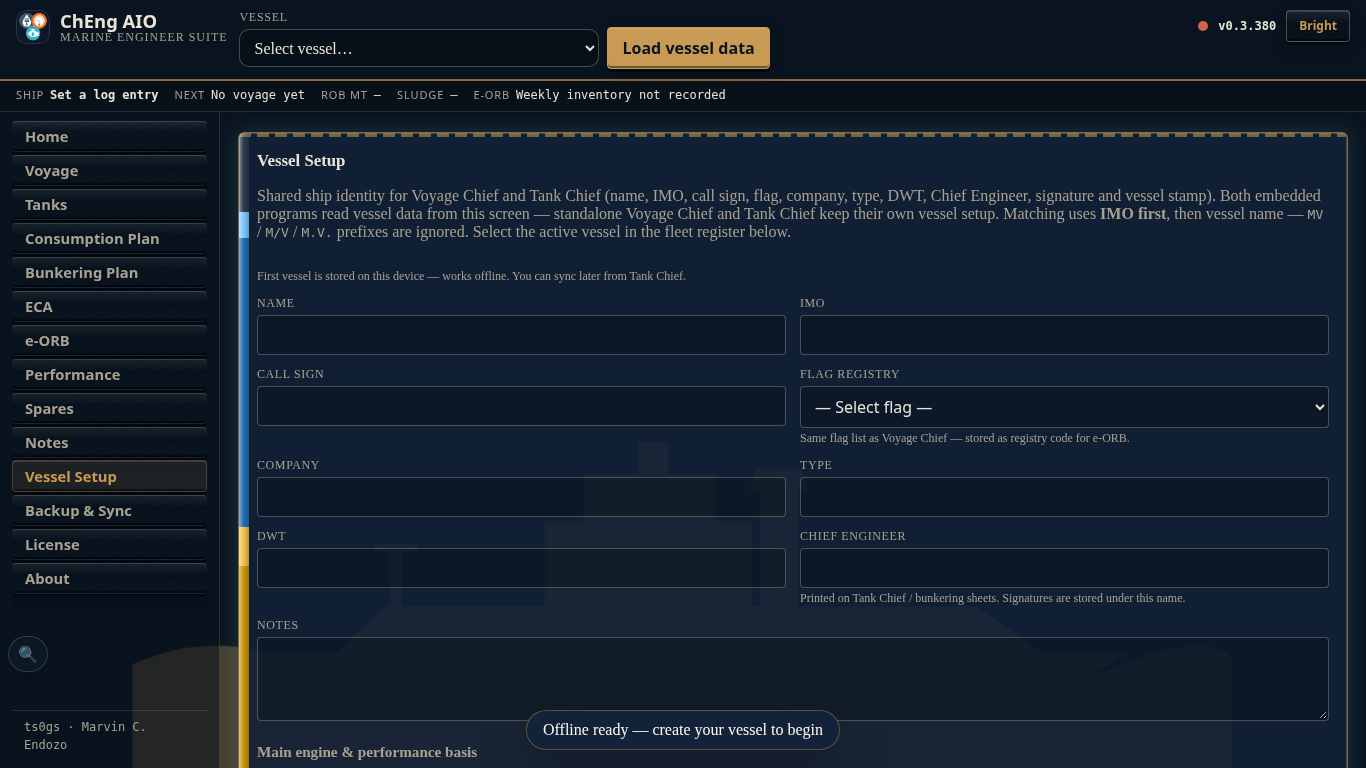 ChEng AIO
MARINE ENGINEER SUITE
VESSEL
Select vessel…
Load vessel data
v0.3.380
Bright
SHIP Set a log entry NEXT No voyage yet ROB MT — SLUDGE — E-ORB Weekly inventory not recorded
Home
Voyage
Tanks
Consumption Plan
Bunkering Plan
ECA
e-ORB
Performance
Spares
Notes
Vessel Setup
Backup & Sync
License
About
ts0gs · Marvin C.
Endozo
Vessel Setup
Shared ship identity for Voyage Chief and Tank Chief (name, IMO, call sign, flag, company, type, DWT, Chief Engineer, signature and vessel stamp). Both embedded
programs read vessel data from this screen — standalone Voyage Chief and Tank Chief keep their own vessel setup. Matching uses IMO first, then vessel name — MV
/ M/V / M.V. prefixes are ignored. Select the active vessel in the fleet register below.
First vessel is stored on this device — works offline. You can sync later from Tank Chief.
NAME
IMO
CALL SIGN
FLAG REGISTRY
— Select flag —
Same flag list as Voyage Chief — stored as registry code for e-ORB.
COMPANY
TYPE
DWT
CHIEF ENGINEER
Printed on Tank Chief / bunkering sheets. Signatures are stored under this name.
NOTES
Offline ready — create your vessel to begin
Main engine & performance basis